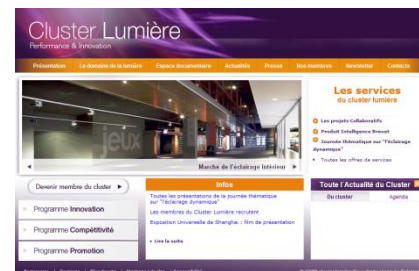 Cluster Lumière
Performance & Innovation
Présentation
Le domaine de la lumière
Espace documentaire
Actualités
Presse
Nos membres
Newsletter
Contacts
jeux
Marché de l'éclairage Intérieur
Les services
du cluster lumière
Les projets Collaboratifs
Produit Intelligence Brevet
Journée thématique sur "l'éclairage
dynamique"
Toutes les offres de services
Devenir membre du cluster
Programme Innovation
Programme Compétitivité
Programme Promotion
Infos
Toutes les présentations de la journée thématique
sur "l'éclairage dynamique"
Les membres du Cluster Lumière recrutent
Exposition Universelle de Shanghai : film de présentation
Lire la suite
Toute l'Actualité du Cluster
Du cluster
Agenda